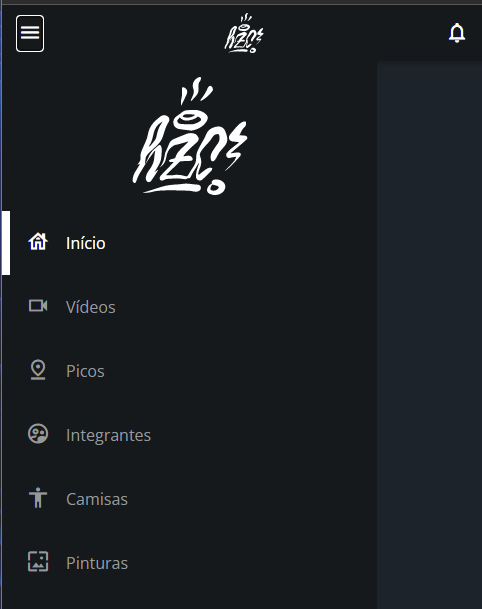 Início
Vídeos
Picos
Integrantes
Camisas
Pinturas